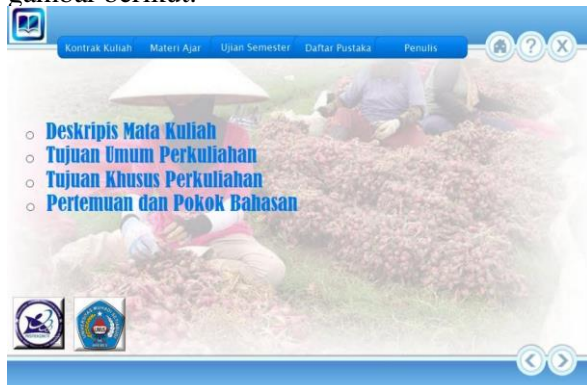 gambar berikut.
Kontrak Kuliah Materi Ajar Ujian Semester Daftar Pustaka Penulis
Deskripis Mata Kuliah
Tujuan Umum Perkuliahan
Tujuan Khusus Perkuliahan
Pertemuan dan Pokok Bahasan